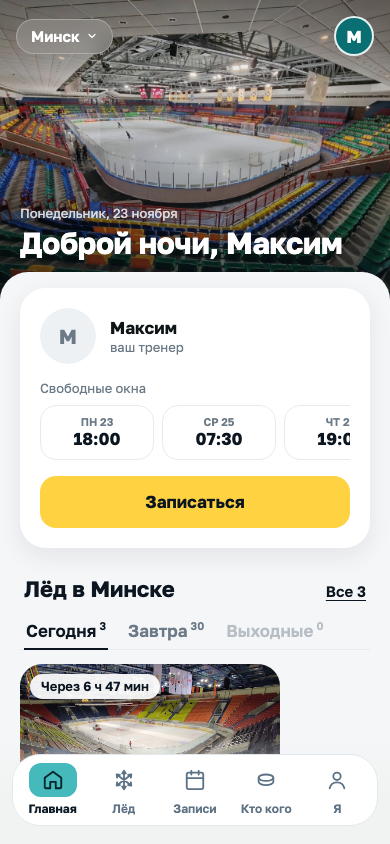 Минск
М
Понедельник, 23 ноября
Доброй ночи, Максим
М
Максим
ваш тренер
Свободные окна
ПН 23
18:00
СР 25
07:30
ЧТ 2
19:0
Записаться
Лёд в Минске
Все 3
Сегодня 3
Завтра 30
Выходные 0
Через 6 ч 47 мин
Главная
Лёд
Записи
Кто кого
Я